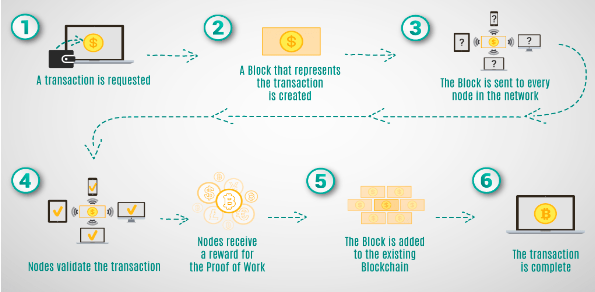 1
A transaction is requested
2
A Block that represents
the transaction
is created
3
The Block is sent to every
node in the network
4
Nodes validate the transaction
Nodes receive
a reward for
the Proof of Work
5
The Block is added
to the existing
Blockchain
6
The transaction
is complete